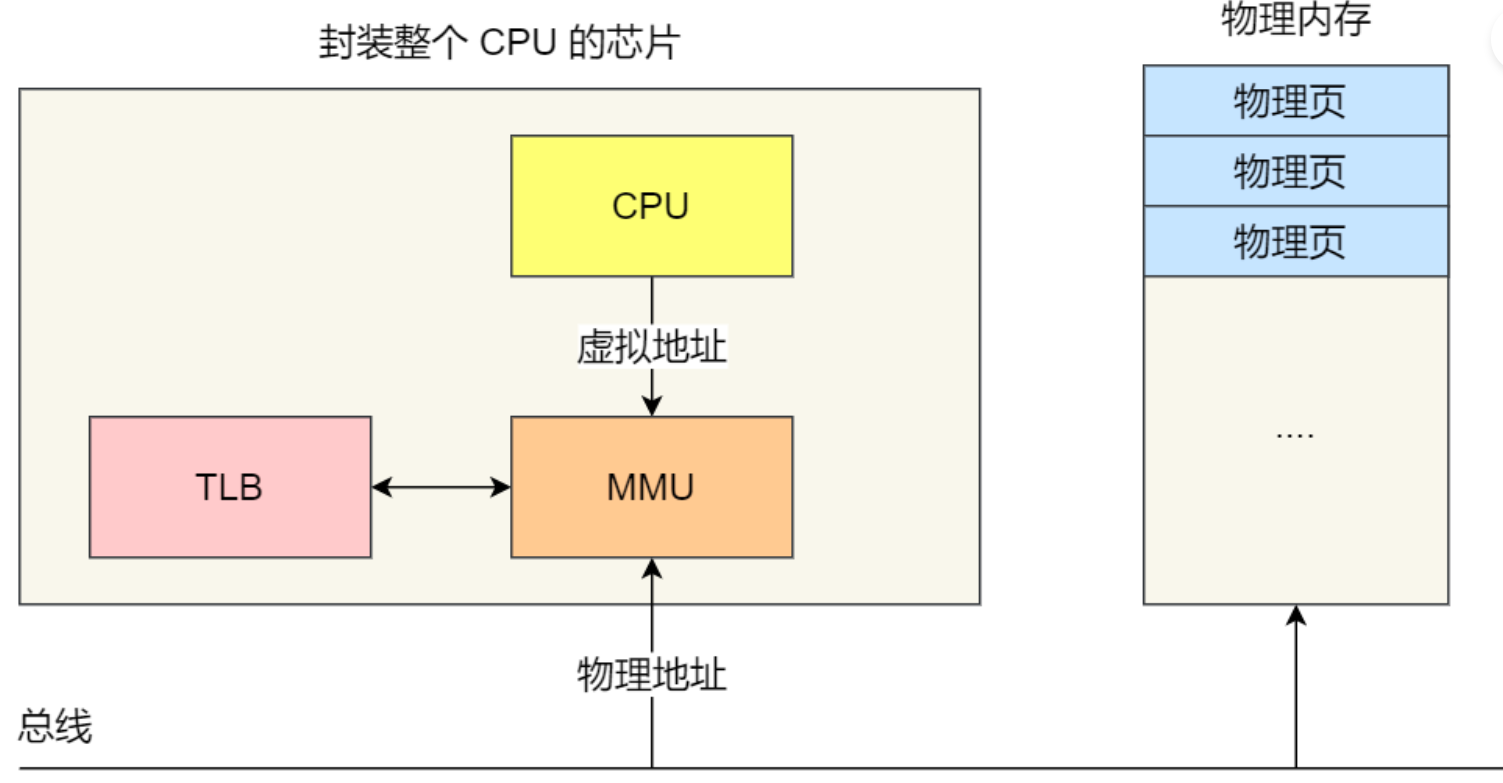 封装整个 CPU 的芯片
物理内存
物理页
物理页
物理页
CPU
虚拟地址
TLB
MMU
....
物理地址
总线